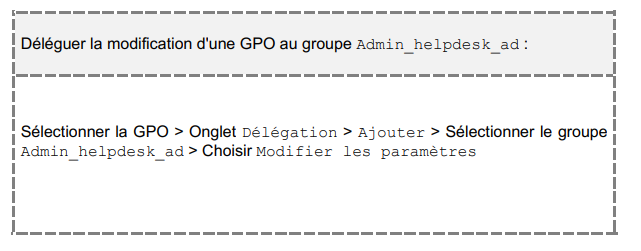 Déléguer la modification d'une GPO au groupe Admin_helpdesk_ad :
Sélectionner la GPO > Onglet Délégation > Ajouter > Sélectionner le groupe
Admin_helpdesk_ad > Choisir Modifier les paramètres